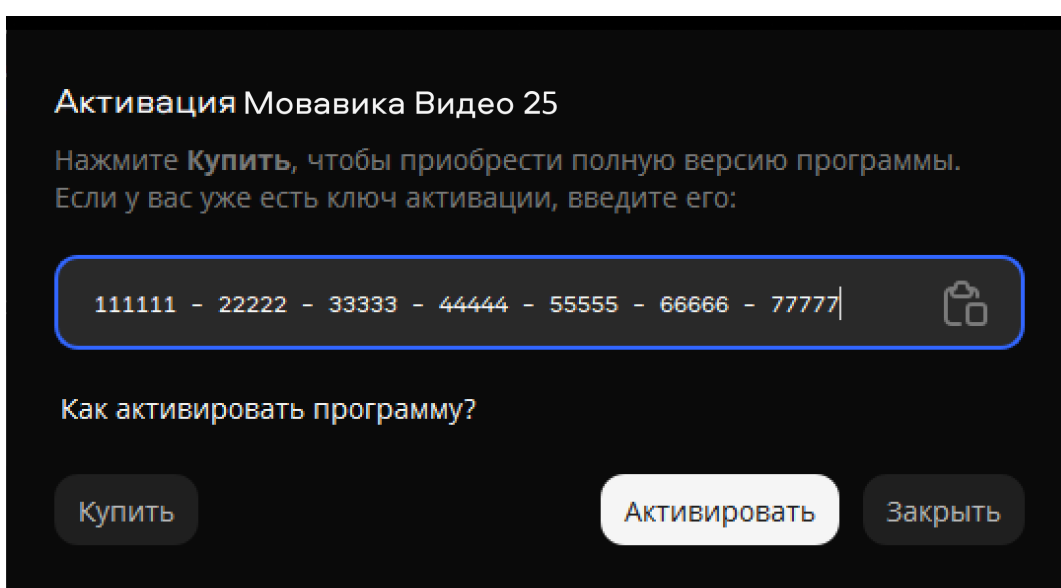 Активация Мовавика Видео 25
Нажмите Купить, чтобы приобрести полную версию программы.
Если у вас уже есть ключ активации, введите его:
111111 - 22222 - 33333 - 44444 - 55555 - 66666 - 77777
Как активировать программу?
Купить
Активировать
Закрыть